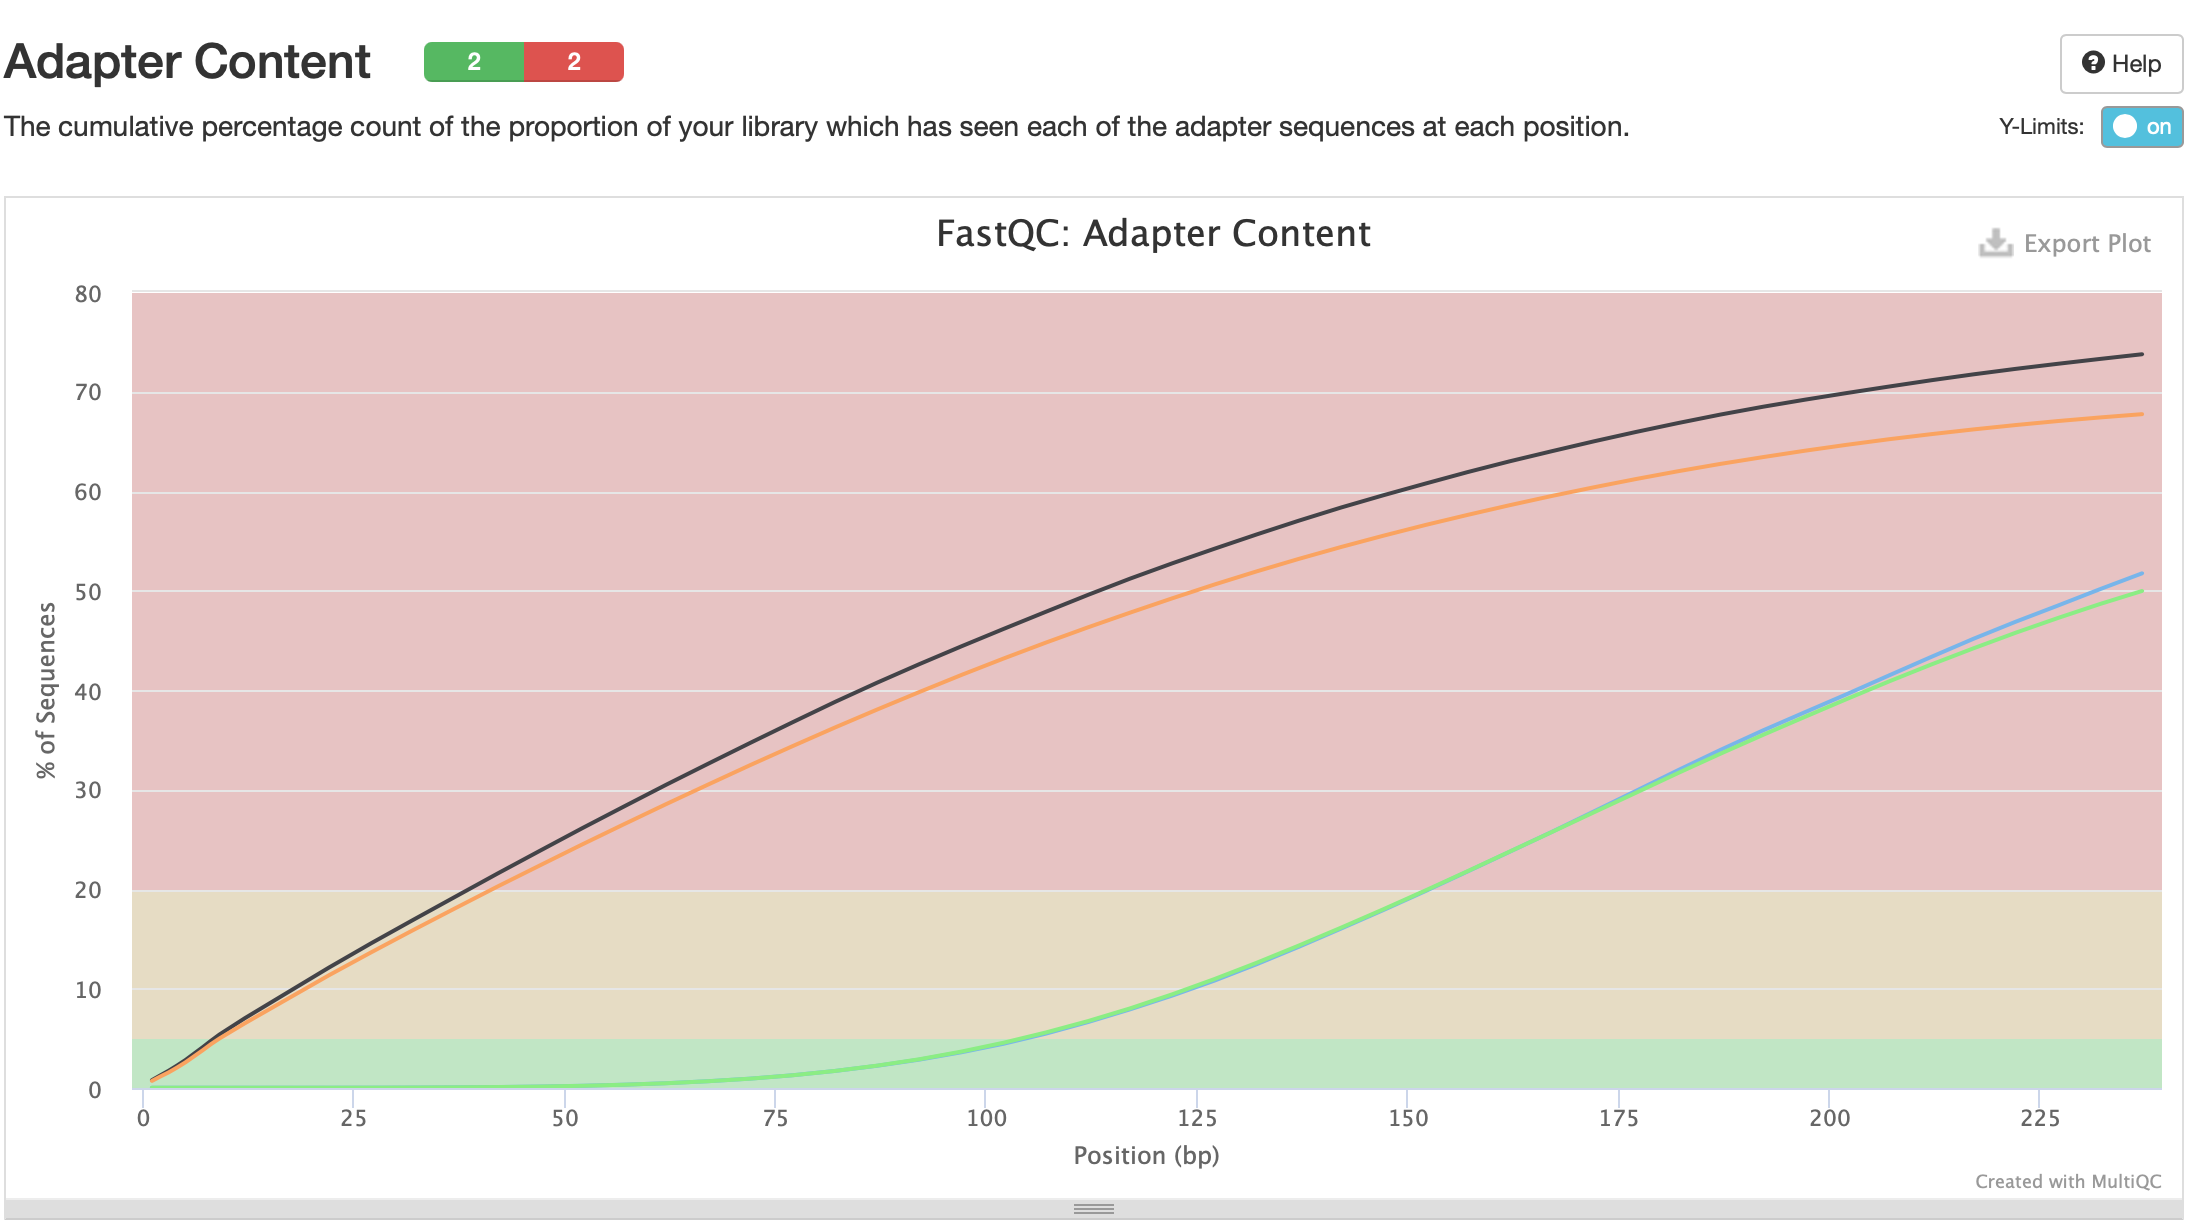 Adapter Content 2 2
Help
The cumulative percentage count of the proportion of your library which has seen each of the adapter sequences at each position.
Y-Limits: on
FastQC: Adapter Content
Export Plot
80
70
60
50
40
30
20
10
0
% of Sequences
0 25 50 75 100 125 150 175 200 225
Position (bp)
Created with MultiQC